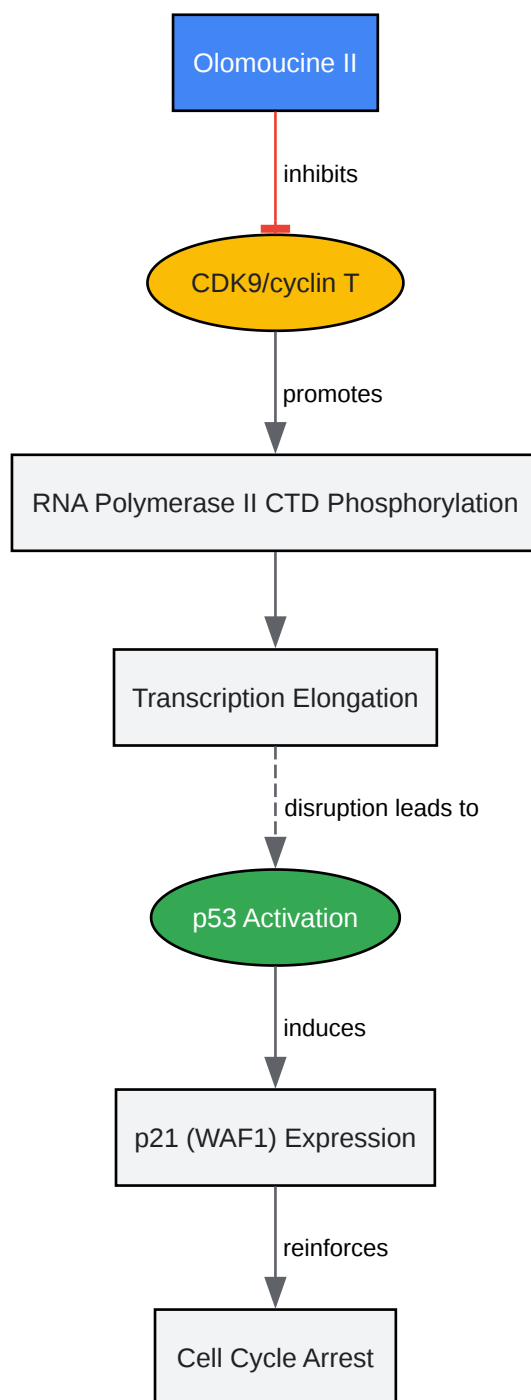 Olomoucine II
inhibits
CDK9/cyclin T
promotes
RNA Polymerase II CTD Phosphorylation
Transcription Elongation
disruption leads to
p53 Activation
induces
p21 (WAF1) Expression
reinforces
Cell Cycle Arrest